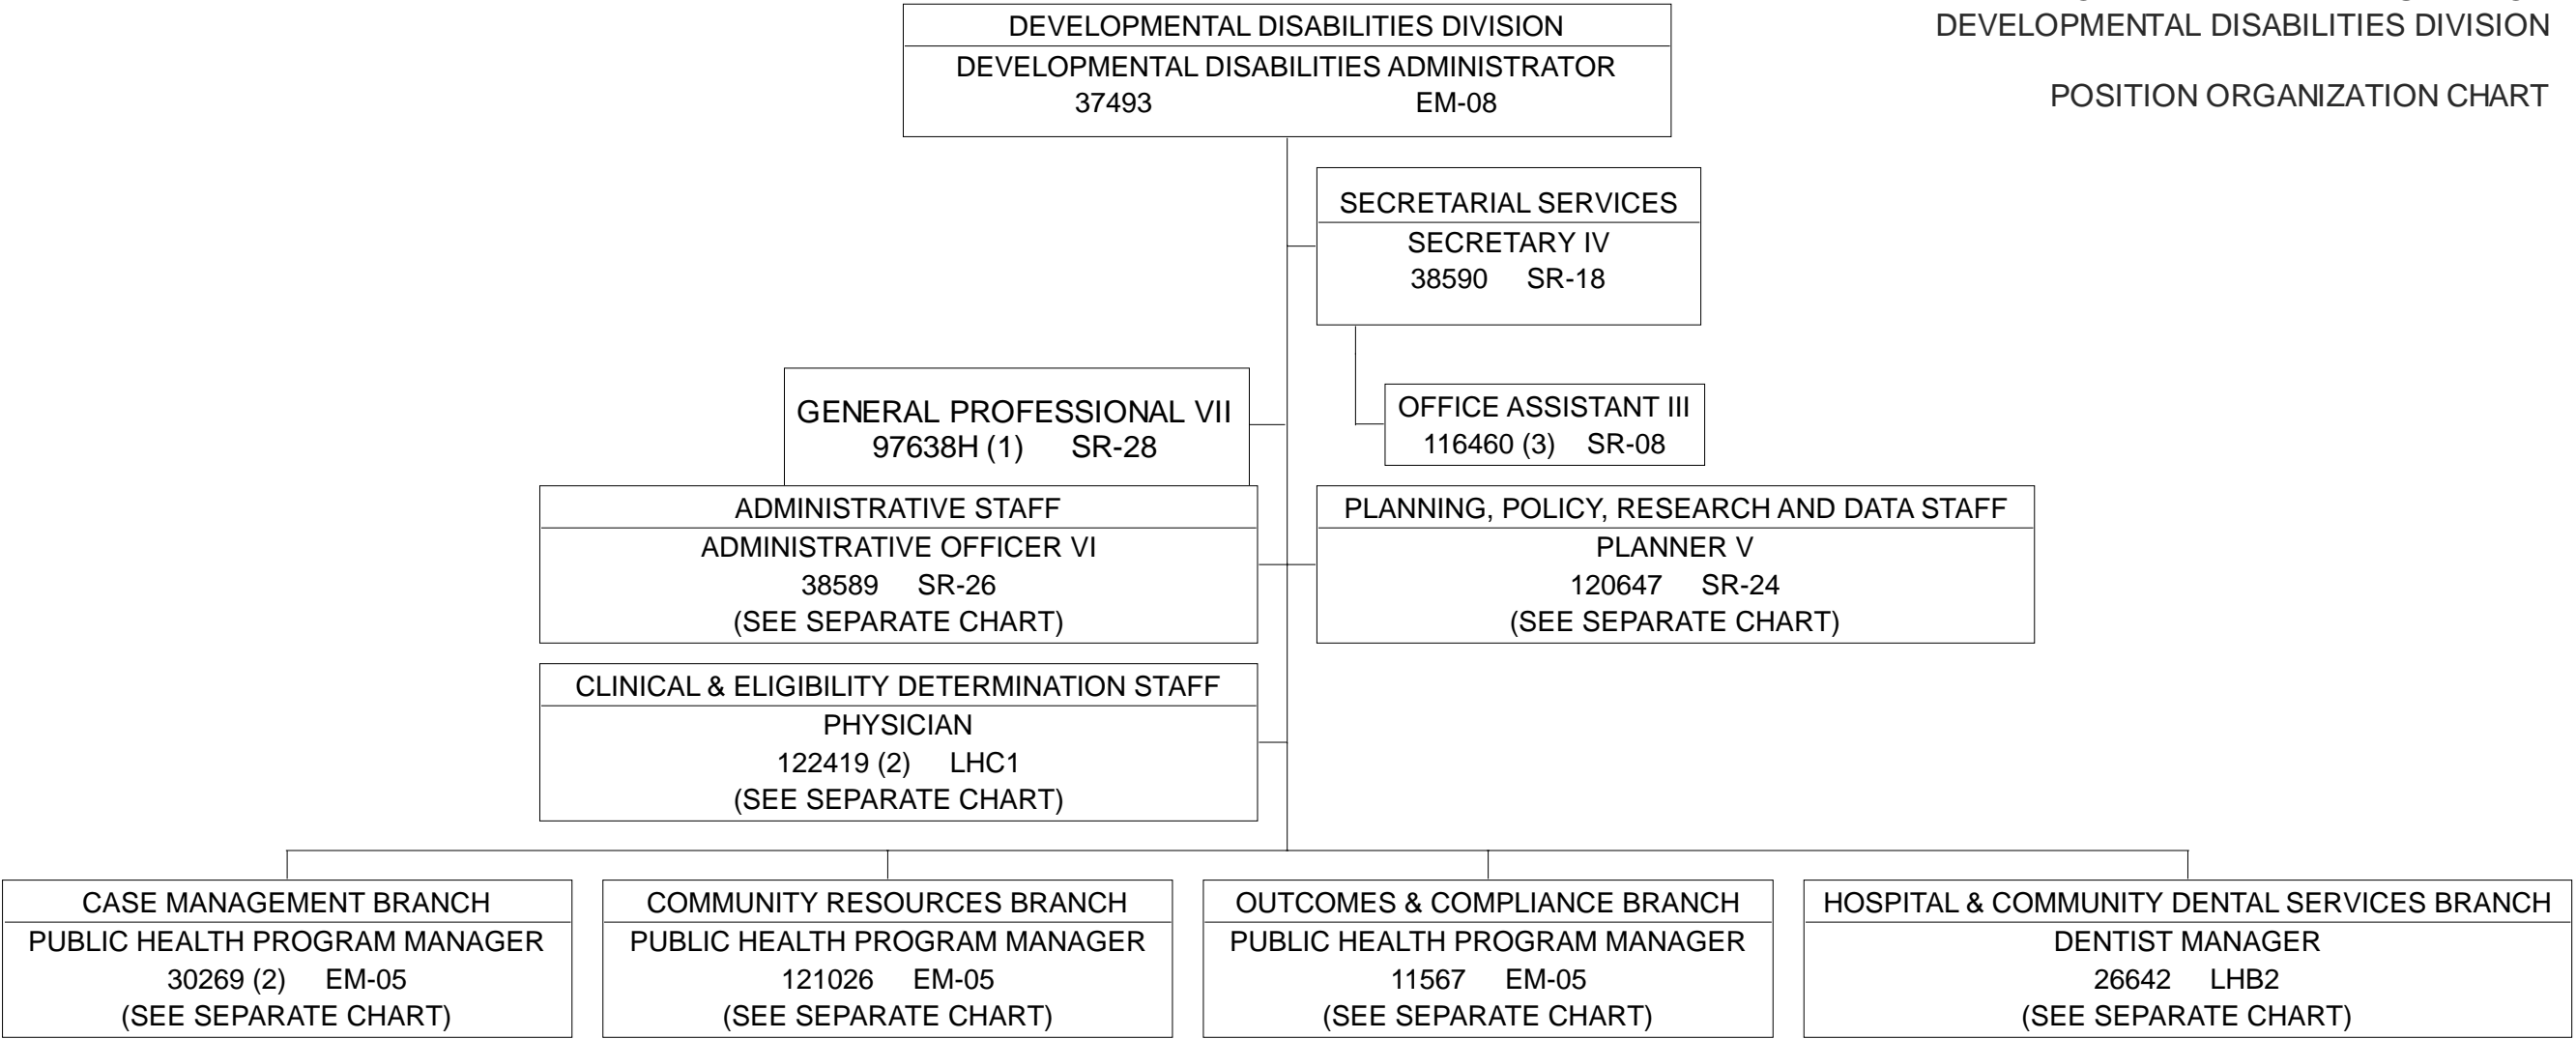 DEVELOPMENTAL DISABILITIES DIVISION
POSITION ORGANIZATION CHART
DEVELOPMENTAL DISABILITIES DIVISION
DEVELOPMENTAL DISABILITIES ADMINISTRATOR
37493 EM-08
SECRETARIAL SERVICES
SECRETARY IV
38590 SR-18
OFFICE ASSISTANT III
116460 (3) SR-08
GENERAL PROFESSIONAL VII
97638H (1) SR-28
ADMINISTRATIVE STAFF
ADMINISTRATIVE OFFICER VI
38589 SR-26
(SEE SEPARATE CHART)
PLANNING, POLICY, RESEARCH AND DATA STAFF
PLANNER V
120647 SR-24
(SEE SEPARATE CHART)
CLINICAL & ELIGIBILITY DETERMINATION STAFF
PHYSICIAN
122419 (2) LHC1
(SEE SEPARATE CHART)
CASE MANAGEMENT BRANCH
PUBLIC HEALTH PROGRAM MANAGER
30269 (2) EM-05
(SEE SEPARATE CHART)
COMMUNITY RESOURCES BRANCH
PUBLIC HEALTH PROGRAM MANAGER
121026 EM-05
(SEE SEPARATE CHART)
OUTCOMES & COMPLIANCE BRANCH
PUBLIC HEALTH PROGRAM MANAGER
11567 EM-05
(SEE SEPARATE CHART)
HOSPITAL & COMMUNITY DENTAL SERVICES BRANCH
DENTIST MANAGER
26642 LHB2
(SEE SEPARATE CHART)